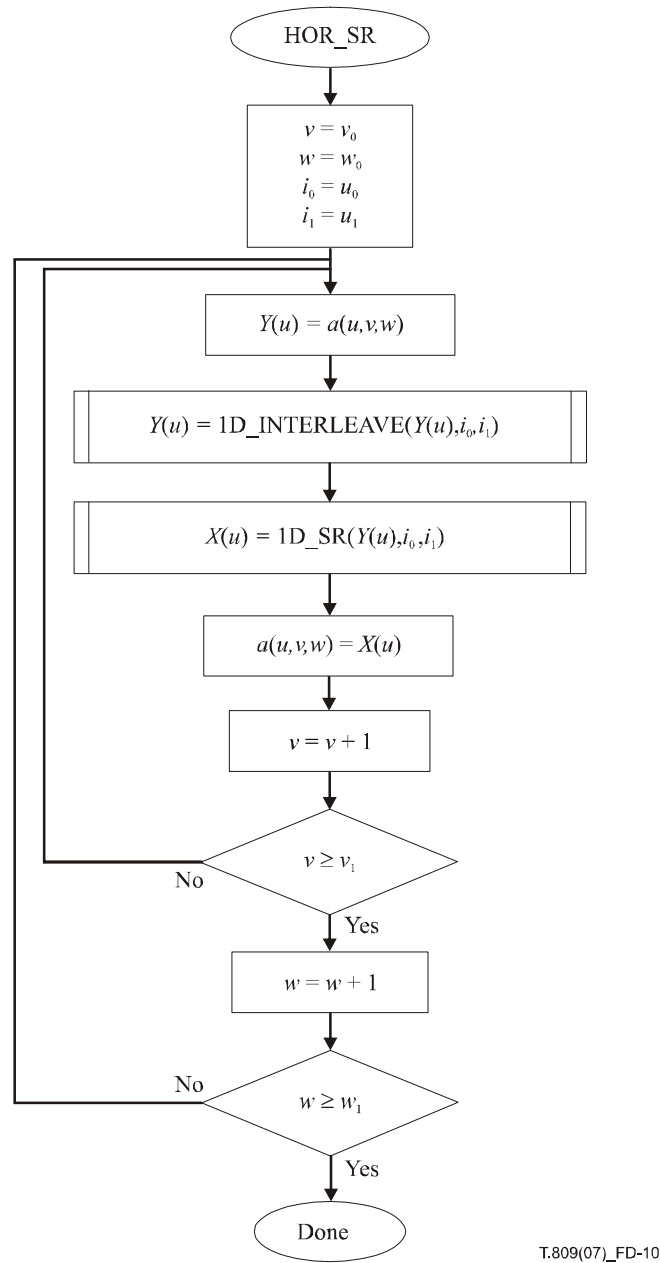 HOR_SR
v = v₀
w = w₀
i₀ = u₀
i₁ = u₁
Y(u) = a(u,v,w)
Y(u) = 1D_INTERLEAVE(Y(u),i₀,i₁)
X(u) = 1D_SR(Y(u),i₀,i₁)
a(u,v,w) = X(u)
v = v + 1
v ≥ v₁
No
Yes
w = w + 1
No
w ≥ w₁
Yes
Done
T.809(07)_FD-10